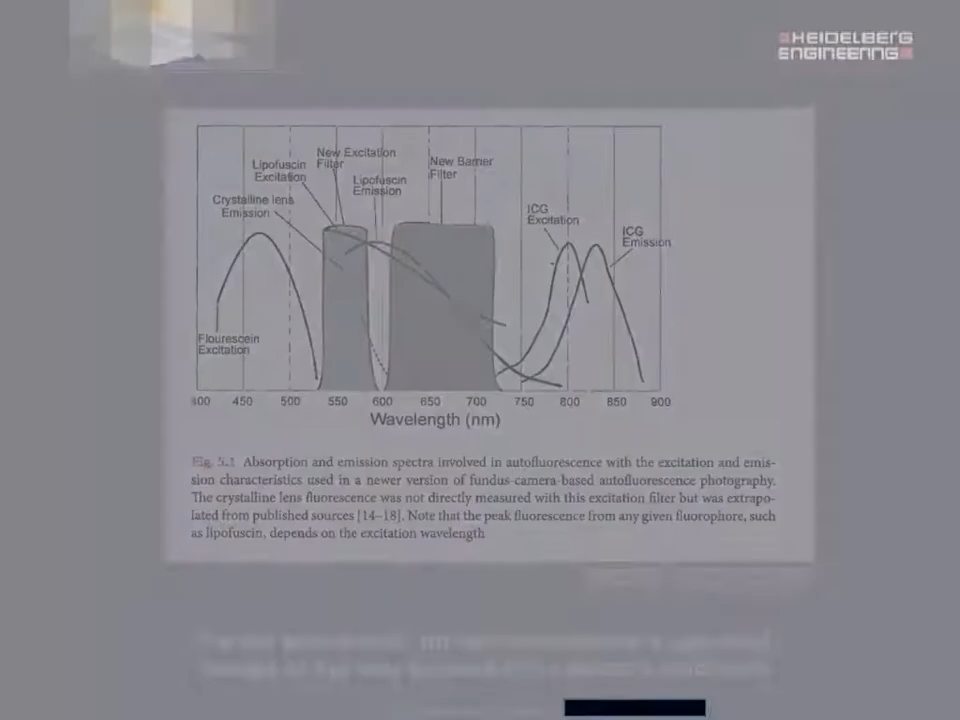 HEIDELBERG
ENGINEERING
New Excitation
Filter
Lipofuscin
Excitation
New Barrier
Filter
Lipofuscin
Emission
Crystalline lens
Emission
ICG
Excitation
ICG
Emission
Flourescein
Excitation
400 450 500 550 600 650 700 750 800 850 900
Wavelength (nm)
Fig. 5.1 Absorption and emission spectra involved in autofluorescence with the excitation and emis-
sion characteristics used in a newer version of fundus-camera-based autofluorescence photography.
The crystalline lens fluorescence was not directly measured with this excitation filter but was extrapo-
lated from published sources [14–18]. Note that the peak fluorescence from any given fluorophore, such
as lipofuscin, depends on the excitation wavelength